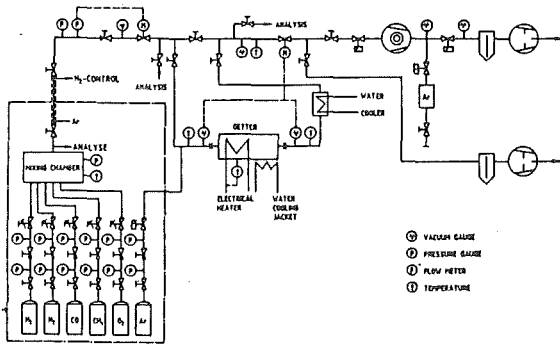 P
P
V
M
ANALYSIS
V
T
M
V
V
H₂-CONTROL
ANALYSIS
WATER
COOLER
Ar
Ar
GETTER
T
V
V
T
ANALYSE
MIXING CHAMBER
P
T
T
ELECTRICAL
HEATER
WATER
COOLING
JACKET
P P P P P
P P P P P
H₂
N₂
CO
CH₄
O₂
Ar
VACUUM GAUGE
P PRESSURE GAUGE
FLOW METER
T TEMPERATURE